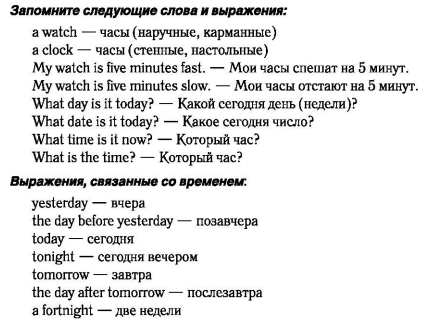 Запомните следующие слова и выражения:
a watch — часы (наручные, карманные)
a clock — часы (стенные, настольные)
My watch is five minutes fast. — Мои часы спешат на 5 минут.
My watch is five minutes slow. — Мои часы отстают на 5 минут.
What day is it today? — Какой сегодня день (недели)?
What date is it today? — Какое сегодня число?
What time is it now? — Который час?
What is the time? — Который час?
Выражения, связанные со временем:
yesterday — вчера
the day before yesterday — позавчера
today — сегодня
tonight — сегодня вечером
tomorrow — завтра
the day after tomorrow — послезавтра
a fortnight — две недели